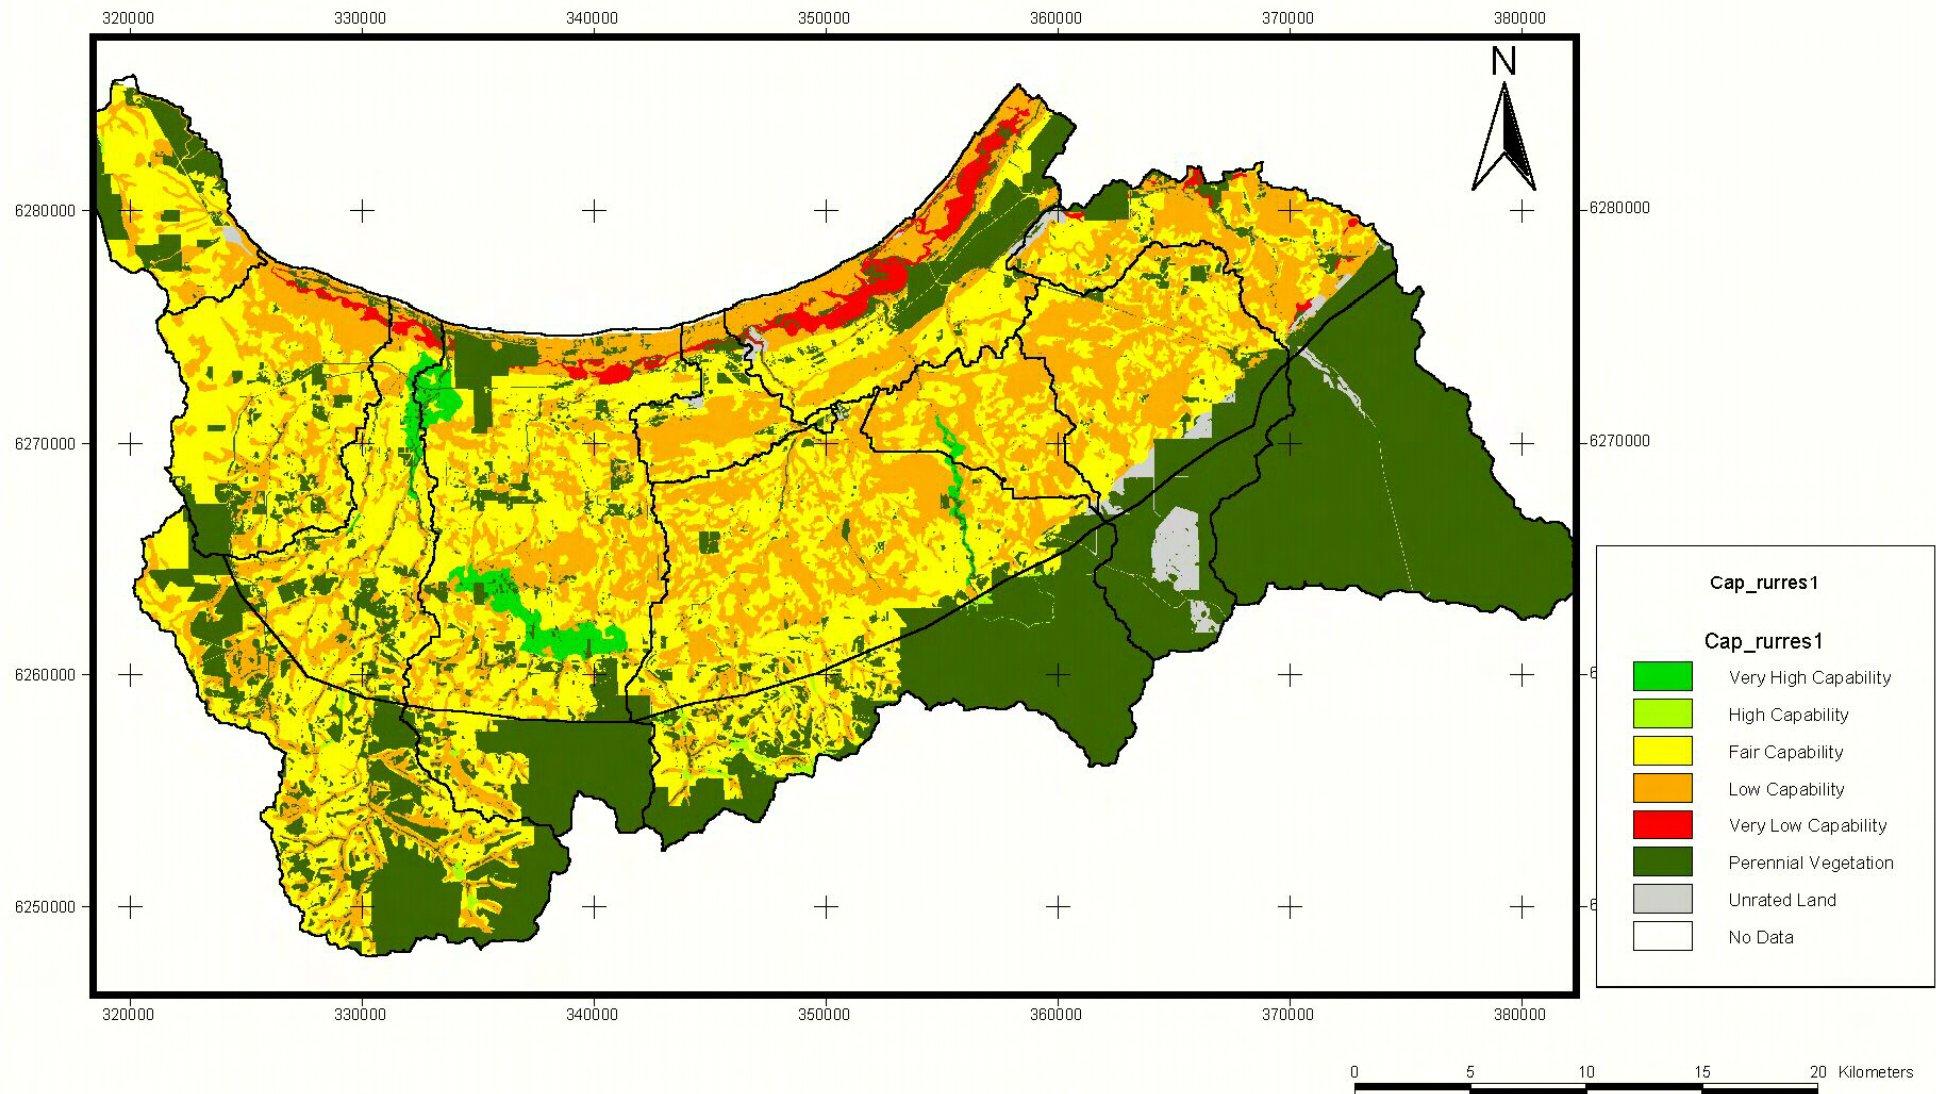 320000 330000 340000 350000 360000 370000 380000
N
6280000 6280000
6270000 6270000
6260000 6
6250000 6
Cap_rurres1
Cap_rurres1
Very High Capability
High Capability
Fair Capability
Low Capability
Very Low Capability
Perennial Vegetation
Unrated Land
No Data
320000 330000 340000 350000 360000 370000 380000
0 5 10 15 20 Kilometers